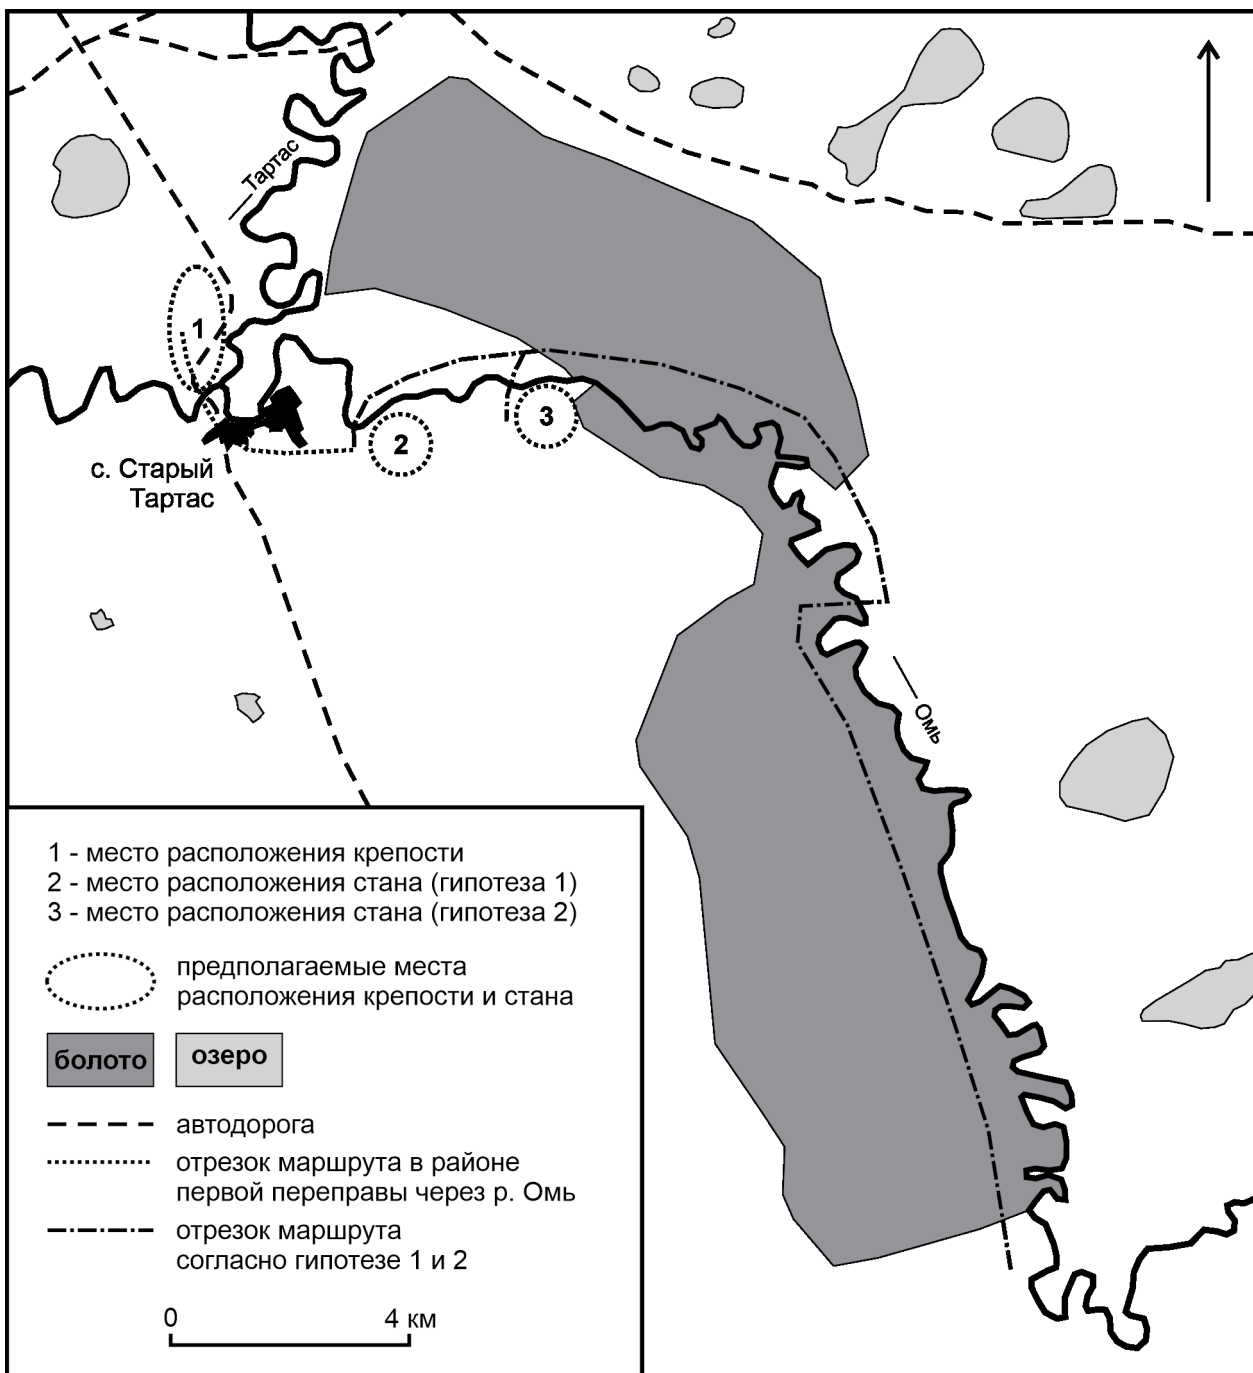 Тартас
1
2
3
с. Старый
Тартас
Омь
1 - место расположения крепости
2 - место расположения стана (гипотеза 1)
3 - место расположения стана (гипотеза 2)
предполагаемые места
расположения крепости и стана
болото
озеро
автодорога
отрезок маршрута в районе
первой переправы через р. Омь
отрезок маршрута
согласно гипотезе 1 и 2
0 4 км